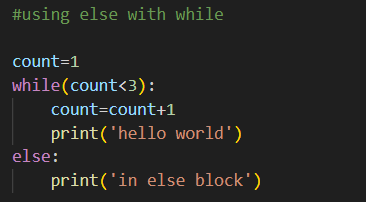 #using else with while
count=1
while(count<3):
    count=count+1
    print('hello world')
else:
    print('in else block')